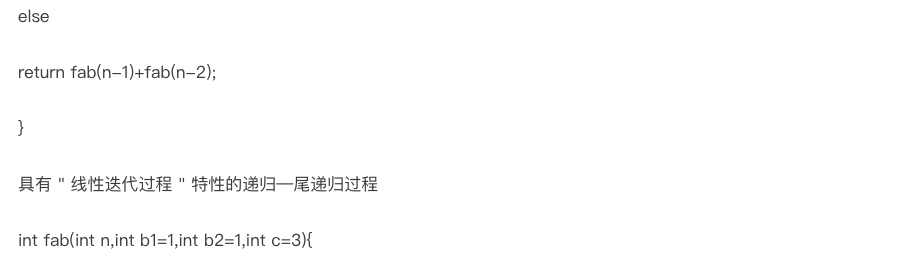 else
return fab(n-1)+fab(n-2);
}
具有 " 线性迭代过程 " 特性的递归—尾递归过程
int fab(int n,int b1=1,int b2=1,int c=3){